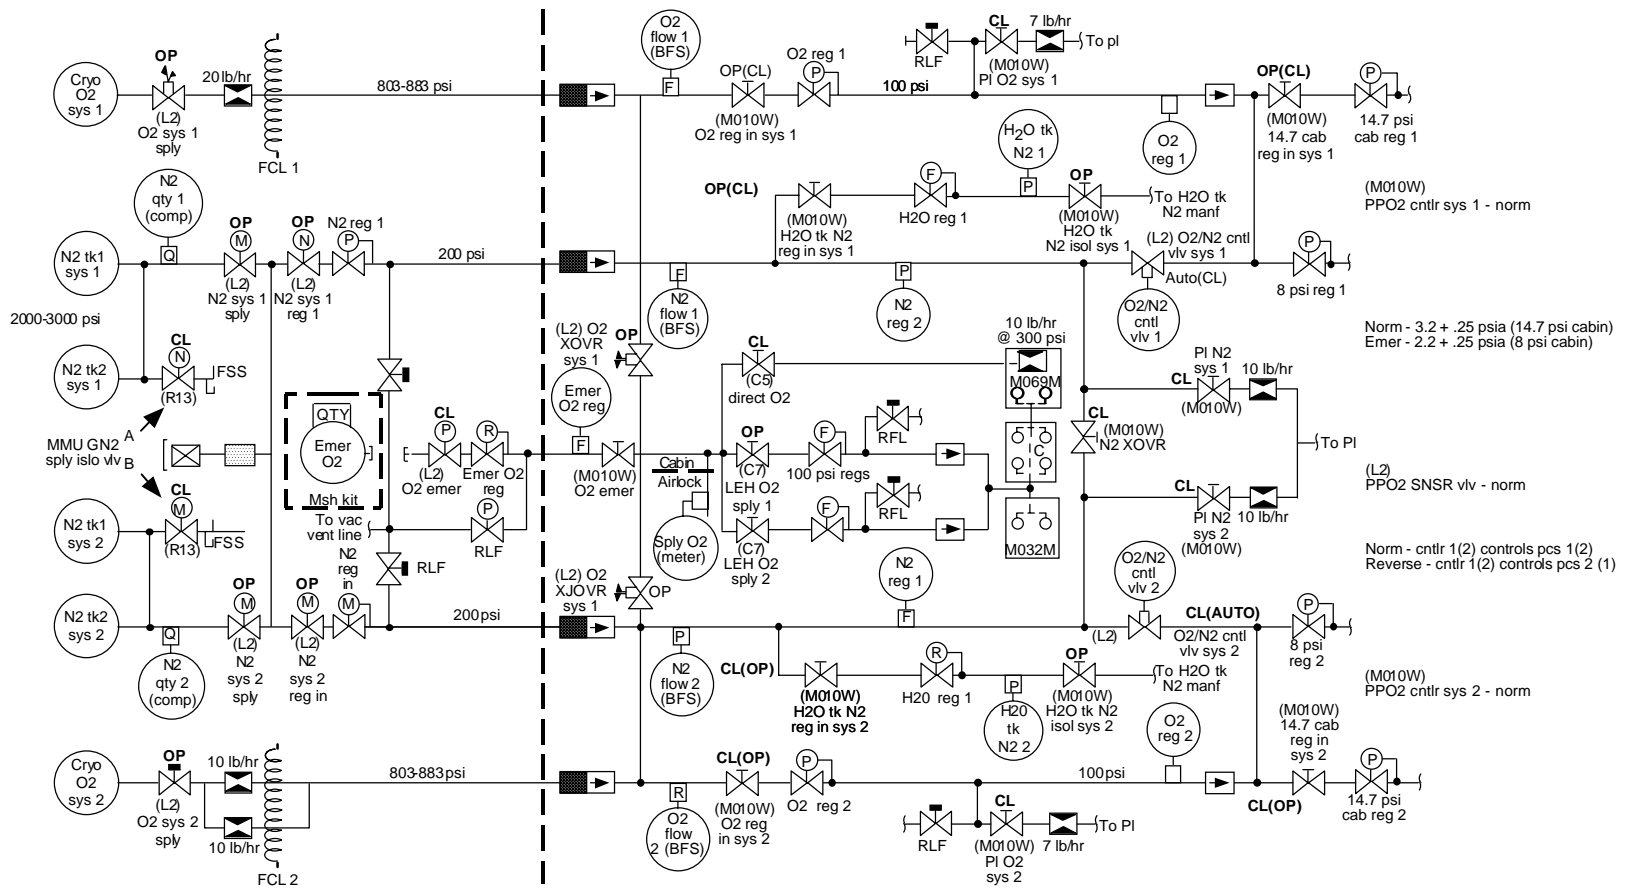 Cryo
O2
sys 1
OP
(L2)
O2 sys 1
sply
20 lb/hr
FCL 1
803-883 psi
O2
flow 1
(BFS)
F
OP(CL)
(M010W)
O2 reg in sys 1
O2 reg 1
P
RLF
CL
7 lb/hr
To pl
(M010W)
Pl O2 sys 1
100 psi
O2
reg 1
OP(CL)
(M010W)
14.7 cab
reg in sys 1
P
14.7 psi
cab reg 1
H2O tk
N2 1
P
OP(CL)
(M010W)
H2O tk N2
reg in sys 1
F
H2O reg 1
OP
(M010W)
H2O tk
N2 isol sys 1
To H2O tk
N2 manf
(M010W)
PPO2 cntlr sys 1 - norm
N2
qty 1
(comp)
Q
N2 tk1
sys 1
OP
M
(L2)
N2 sys 1
sply
OP
N
(L2)
N2 sys 1
reg 1
N2 reg 1
P
200 psi
F
N2
flow 1
(BFS)
P
N2
reg 2
(L2) O2/N2 cntl
vlv sys 1
Auto(CL)
O2/N2
cntl
vlv 1
P
8 psi reg 1
2000-3000 psi
N2 tk2
sys 1
CL
N
(R13)
FSS
(L2) O2
XOVR
sys 1
OP
Emer
O2 reg
F
CL
(C5)
direct O2
10 lb/hr
@ 300 psi
M069M
Pl N2
sys 1
CL
(M010W)
10 lb/hr
Norm - 3.2 + .25 psia (14.7 psi cabin)
Emer - 2.2 + .25 psia (8 psi cabin)
MMU GN2
sply islo vlv
A
B
QTY
Emer
O2
Msh kit
CL
P
(L2)
O2 emer
R
Emer O2
reg
(M010W)
O2 emer
Cabin
Airlock
OP
(C7)
LEH O2
sply 1
F
100 psi regs
RFL
C
CL
(M010W)
N2 XOVR
To Pl
CL
M
(R13)
FSS
N2 tk1
sys 2
To vac
vent line
P
RLF
RLF
Sply O2
(meter)
(C7)
LEH O2
sply 2
F
RFL
M032M
CL
Pl N2
sys 2
(M010W)
10 lb/hr
(L2)
PPO2 SNSR vlv - norm
Norm - cntlr 1(2) controls pcs 1(2)
Reverse - cntlr 1(2) controls pcs 2 (1)
N2 tk2
sys 2
Q
N2
qty 2
(comp)
OP
M
(L2)
N2
sys 2
sply
OP
M
(L2)
N2
sys 2
reg in
N2
reg
in
M
200psi
(L2) O2
XJOVR
sys 1
OP
P
N2
flow 2
(BFS)
N2
reg 1
F
O2/N2
cntl
vlv 2
(L2)
CL(AUTO)
O2/N2 cntl
vlv sys 2
P
8 psi
reg 2
CL(OP)
(M010W)
H2O tk N2
reg in sys 2
R
H20 reg 1
P
H20
tk
N2 2
OP
(M010W)
H2O tk N2
isol sys 2
To H2O tk
N2 manf
(M010W)
PPO2 cntlr sys 2 - norm
Cryo
O2
sys 2
OP
(L2)
O2 sys 2
sply
10 lb/hr
10 lb/hr
FCL 2
803-883 psi
R
O2
flow
2 (BFS)
CL(OP)
(M010W)
O2 reg
in sys 2
P
O2 reg 2
RLF
CL
(M010W)
Pl O2
sys 2
7 lb/hr
To Pl
100psi
O2
reg 2
(M010W)
14.7 cab
reg in
sys 2
CL(OP)
P
14.7 psi
cab reg 2